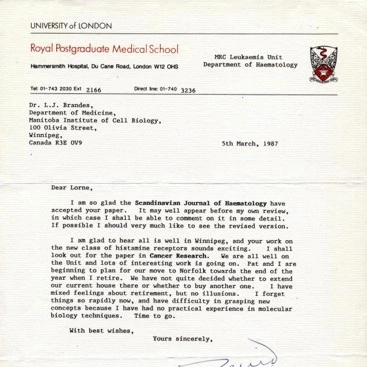 UNIVERSITY of LONDON
Royal Postgraduate Medical School
MRC Leukaemia Unit
Department of Haematology
Hammersmith Hospital, Du Cane Road, London W12 OHS
Tel: 01-743 2030 Ext 2166 Direct line: 01-740 3236
Dr. L.J. Brandes,
Department of Medicine,
Manitoba Institute of Cell Biology,
100 Olivia Street,
Winnipeg,
Canada R3E OV9
5th March, 1987
Dear Lorne,
I am so glad the Scandinavian Journal of Haematology have
accepted your paper. It may well appear before my own review,
in which case I shall be able to comment on it in some detail.
If possible I should very much like to see the revised version.
I am glad to hear all is well in Winnipeg, and your work on
the new class of histamine receptors sounds exciting. I shall
look out for the paper in Cancer Research. We are all well on
the Unit and lots of interesting work is going on. Pat and I are
beginning to plan for our move to Norfolk towards the end of the
year when I retire. We have not quite decided whether to extend
our current house there or whether to buy another one. I have
mixed feelings about retirement, but no illusions. I forget
things so rapidly now, and have difficulty in grasping new
concepts because I have had no practical experience in molecular
biology techniques. Time to go.
With best wishes,
Yours sincerely,
David